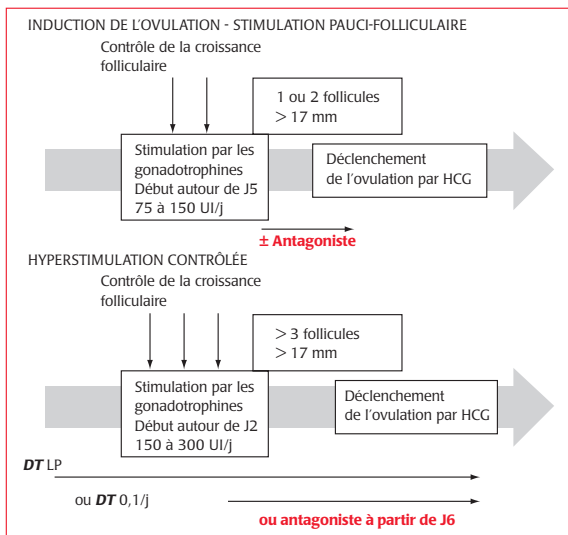 INDUCTION DE L'OVULATION - STIMULATION PAUCI-FOLLICULAIRE
Contrôle de la croissance
folliculaire
1 ou 2 follicules
> 17 mm
Stimulation par les
gonadotrophines
Début autour de J5
75 à 150 UI/j
Déclenchement
de l'ovulation par HCG
± Antagoniste
HYPERSTIMULATION CONTRÔLÉE
Contrôle de la croissance
folliculaire
> 3 follicules
> 17 mm
Stimulation par les
gonadotrophines
Début autour de J2
150 à 300 UI/j
Déclenchement
de l'ovulation par HCG
DT LP
ou DT 0,1/j
ou antagoniste à partir de J6